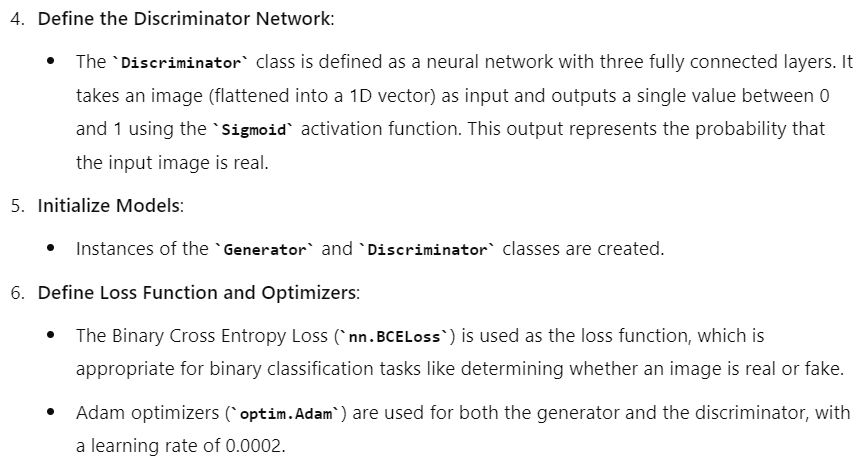 4. Define the Discriminator Network:
• The `Discriminator` class is defined as a neural network with three fully connected layers. It
takes an image (flattened into a 1D vector) as input and outputs a single value between 0
and 1 using the `Sigmoid` activation function. This output represents the probability that
the input image is real.
5. Initialize Models:
• Instances of the `Generator` and `Discriminator` classes are created.
6. Define Loss Function and Optimizers:
• The Binary Cross Entropy Loss (`nn.BCELoss`) is used as the loss function, which is
appropriate for binary classification tasks like determining whether an image is real or fake.
• Adam optimizers (`optim.Adam`) are used for both the generator and the discriminator, with
a learning rate of 0.0002.